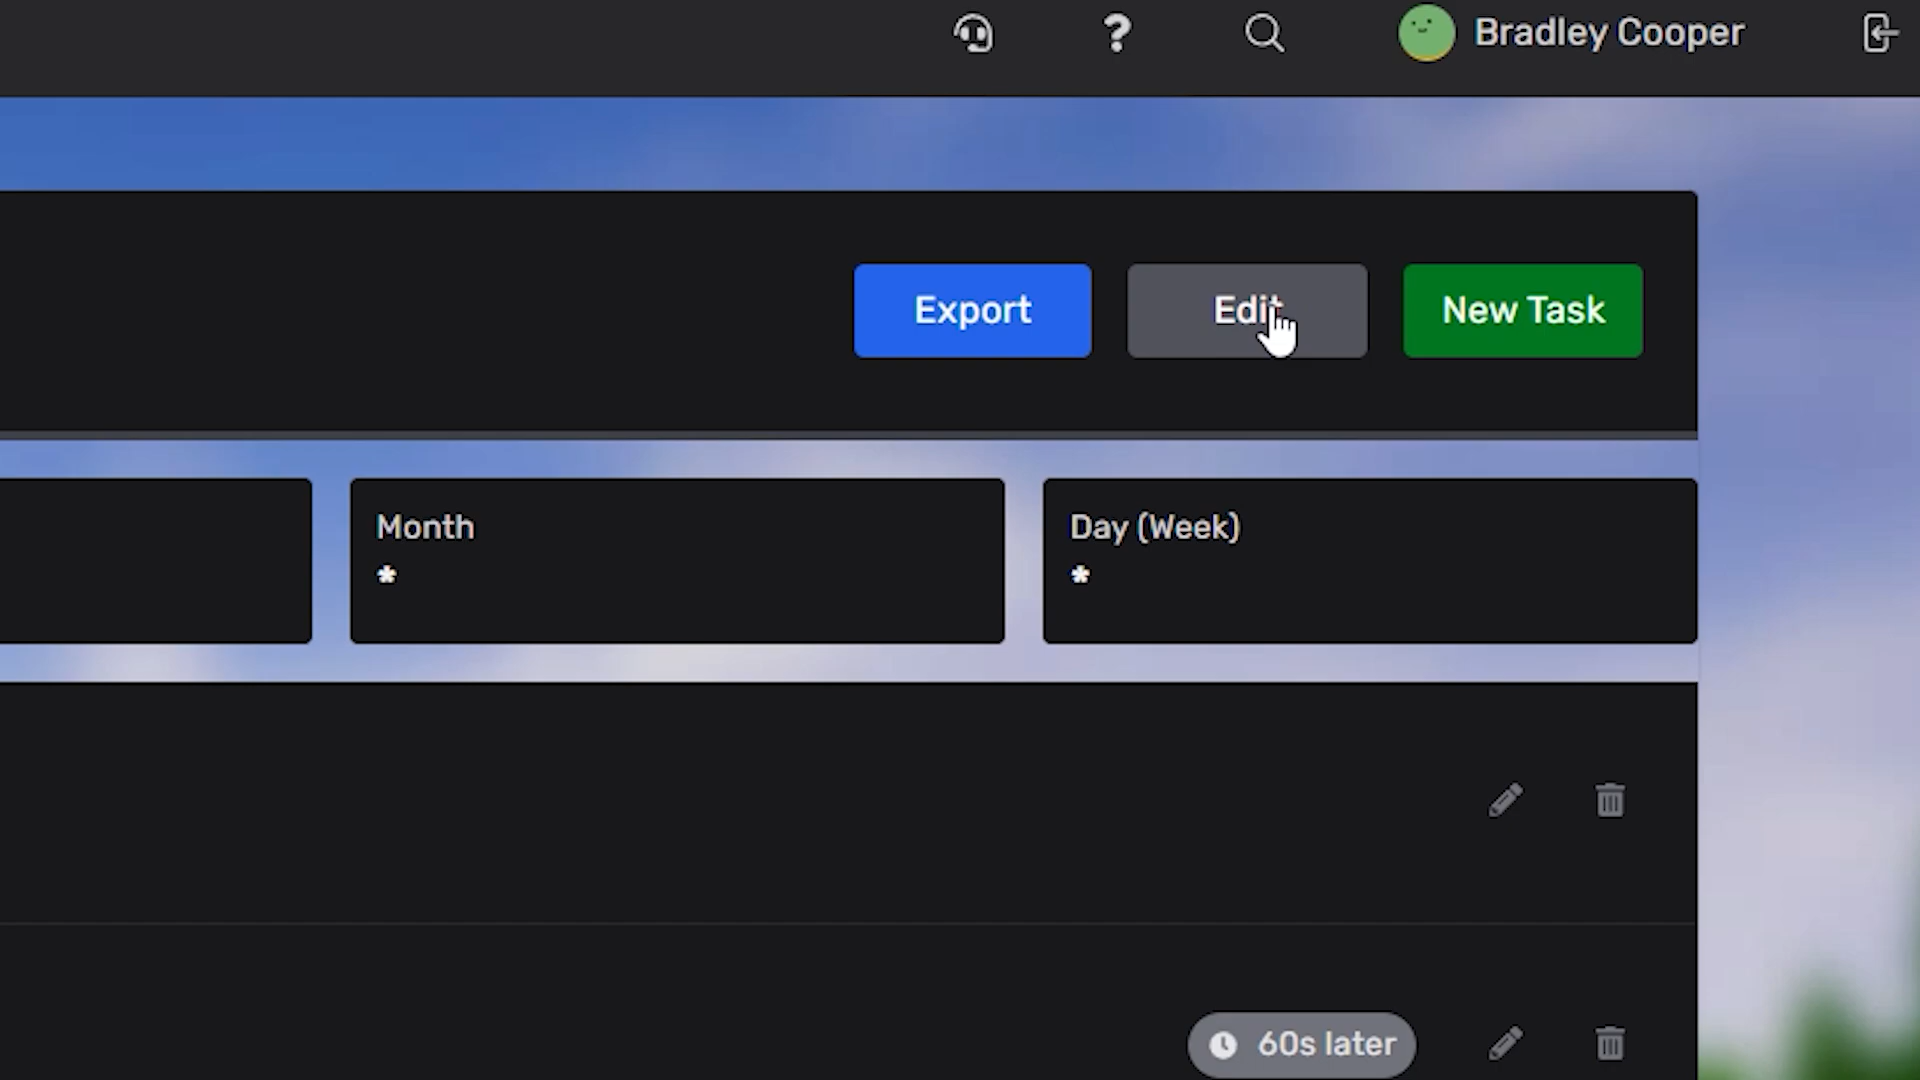 Bradley Cooper
Export
Edit
New Task
Month
*
Day (Week)
*
60s later